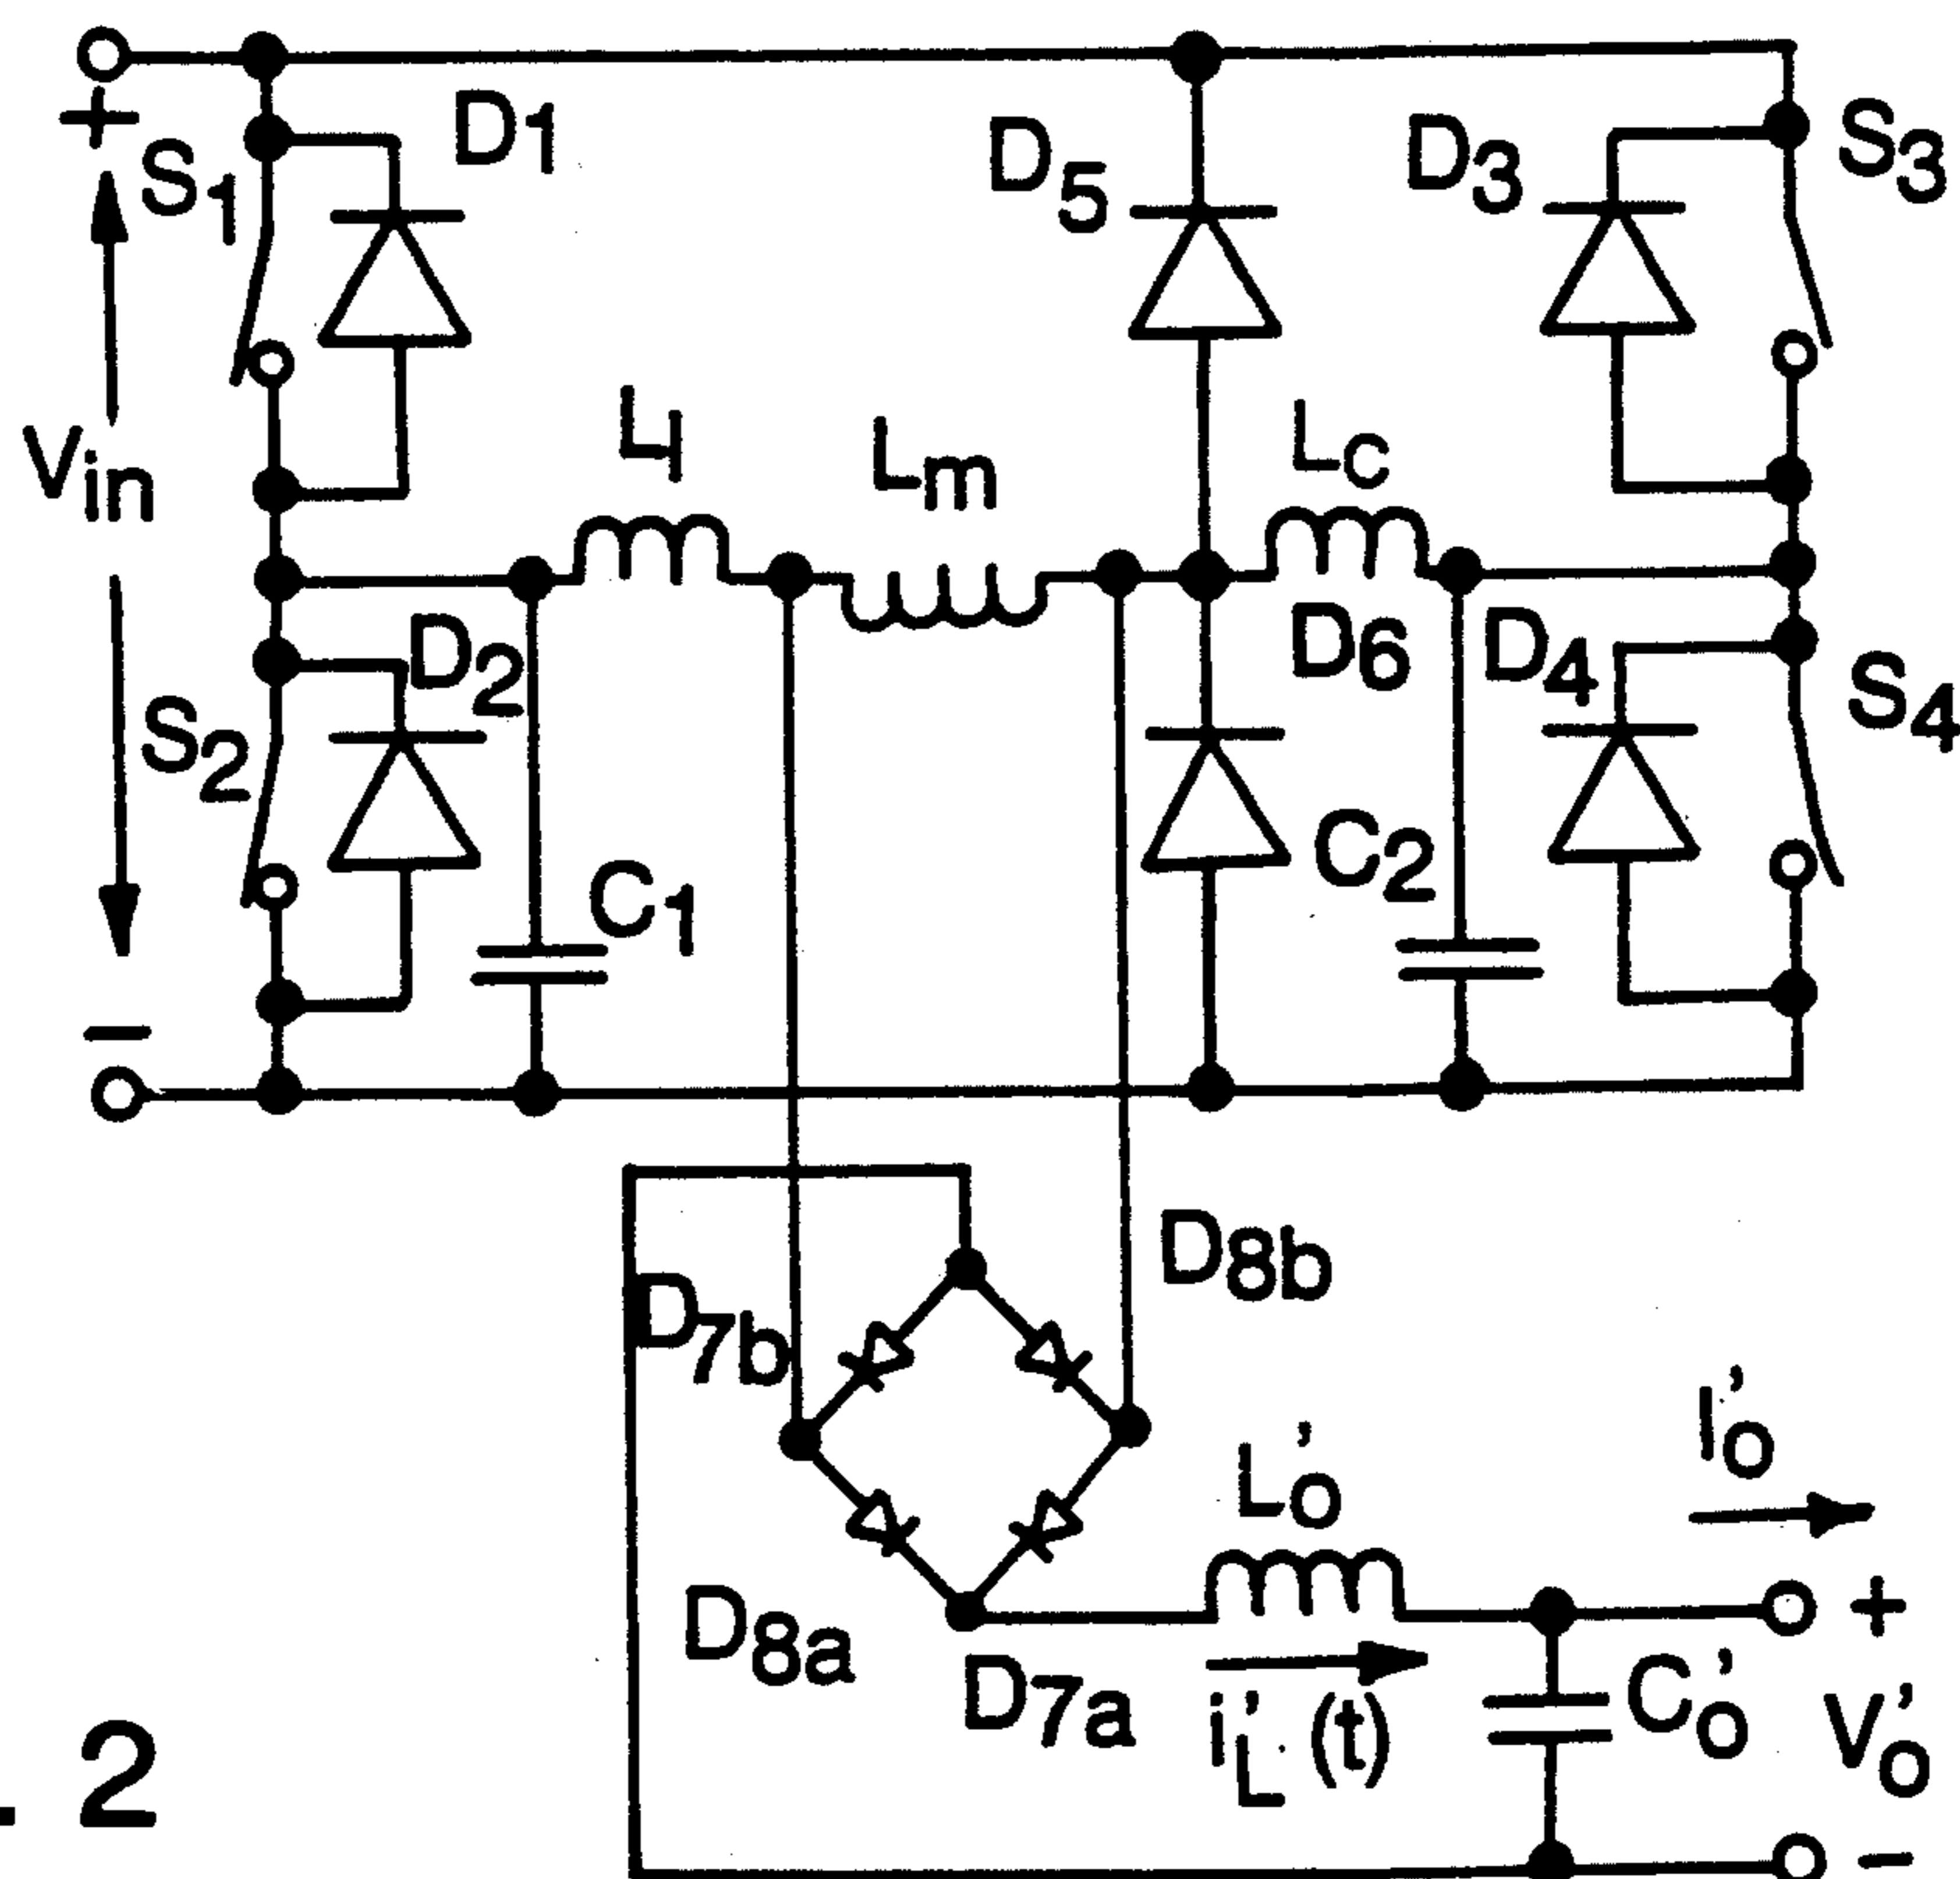 +
S1
D1
D5
D3
S3
Vin
Ll
Lm
Lc
D2
D6
D4
S2
S4
C1
C2
−
D8b
D7b
I'o
L'o
D8a
D7a
i'L (t)
C'o
+
V'o
−
. 2